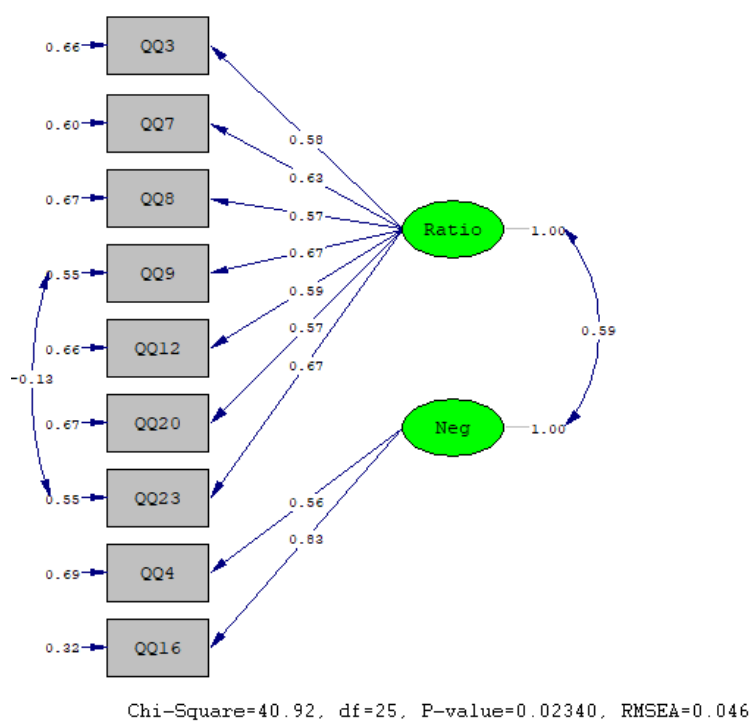 0.66 QQ3
0.58
0.60 QQ7
0.63
0.67 QQ8
0.57
Ratio 1.00
0.67
0.55 QQ9
0.59
0.57
0.59
0.66 QQ12
0.67
-0.13
0.67 QQ20
Neg 1.00
0.55 QQ23
0.56
0.83
0.69 QQ4
0.32 QQ16
Chi-Square=40.92, df=25, P-value=0.02340, RMSEA=0.046